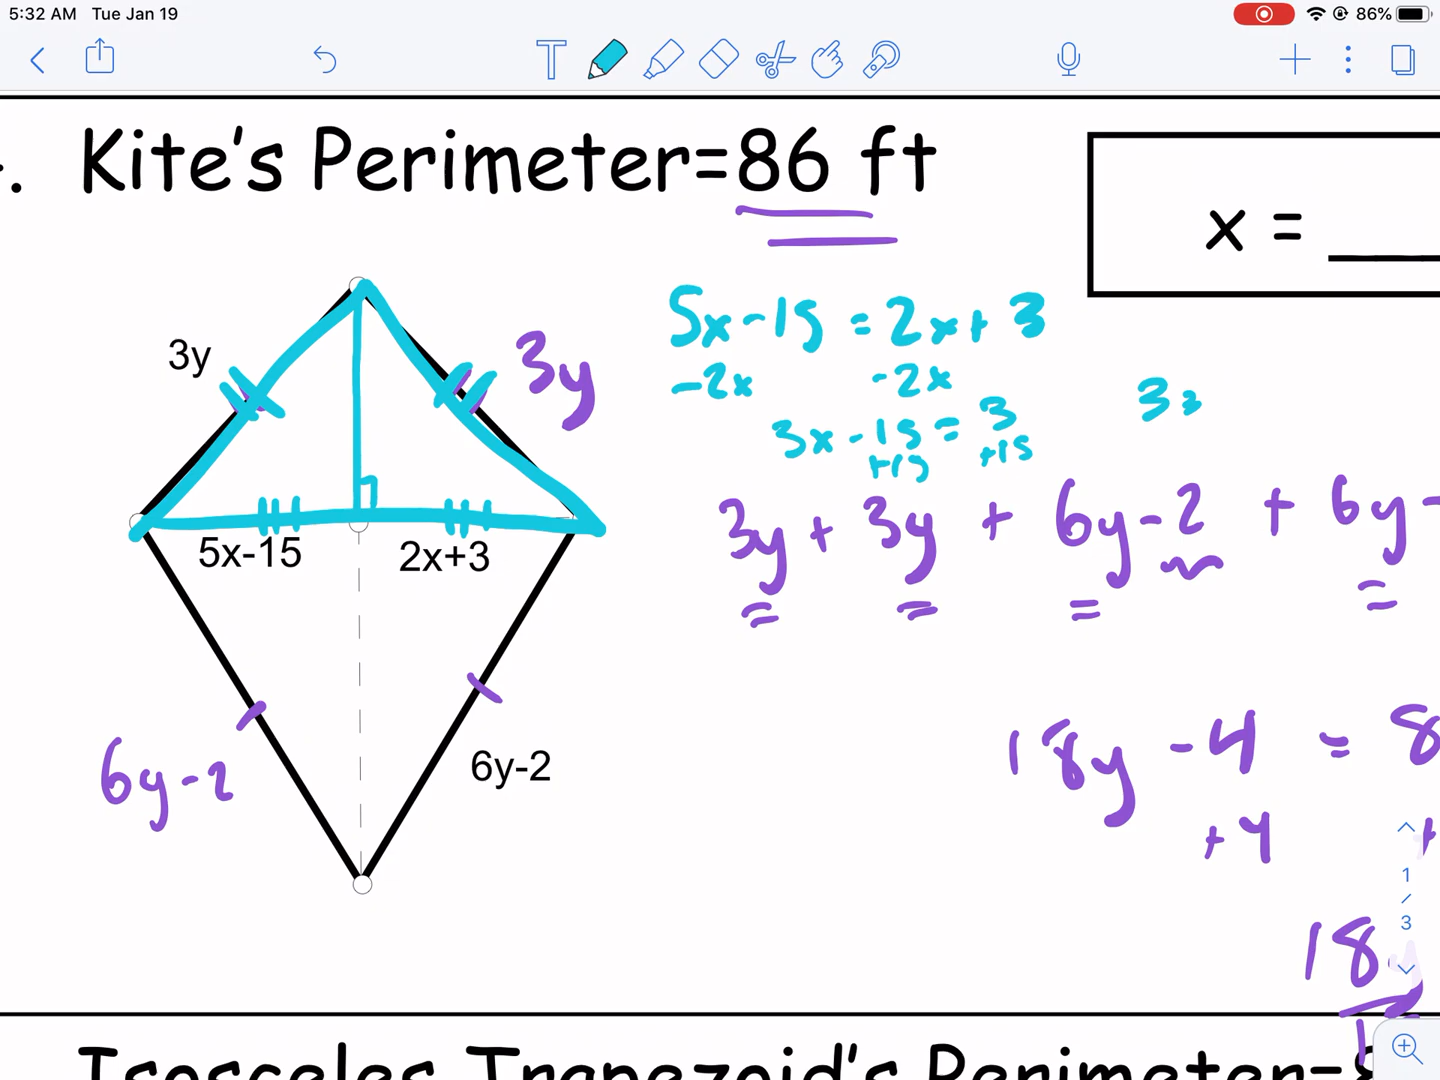 5:32 AM Tue Jan 19
86%
T
. Kite's Perimeter=86 ft
x = ___
5x-15 = 2x+3
-2x -2x
3x-15 = 3
+15 +15
3y
3y
5x-15 2x+3
3y + 3y + 6y-2 + 6y-
6y-2
6y-2
18y - 4 = 8
+4 +
1
/
3
18y
Isosceles Trapezoid's Perimeter=